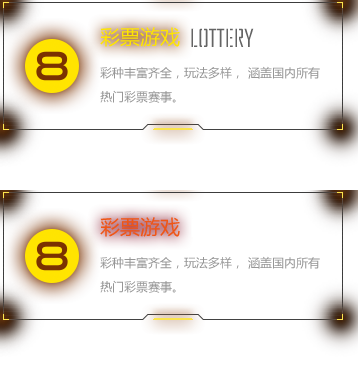 彩票游戏 LOTTERY
8
彩种丰富齐全，玩法多样， 涵盖国内所有
热门彩票赛事。
彩票游戏
8
彩种丰富齐全，玩法多样， 涵盖国内所有
热门彩票赛事。